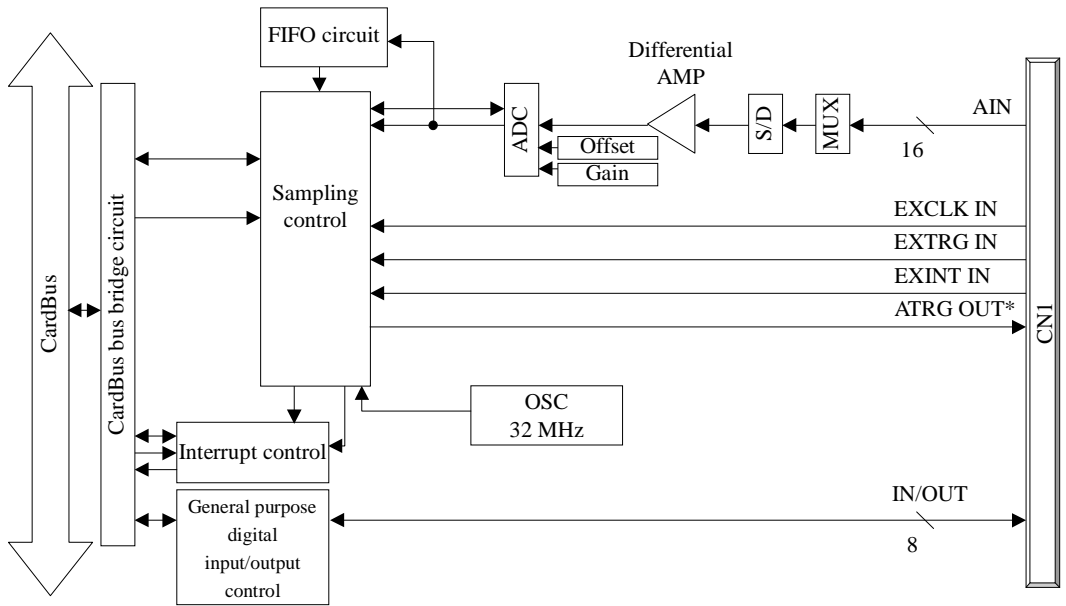 FIFO circuit
Differential
AMP
ADC
S/D
MUX
AIN
16
Offset
Gain
Sampling
control
EXCLK IN
EXTRG IN
EXINT IN
ATRG OUT*
CardBus
CardBus bus bridge circuit
CN1
OSC
32 MHz
Interrupt control
General purpose
digital
input/output
control
IN/OUT
8